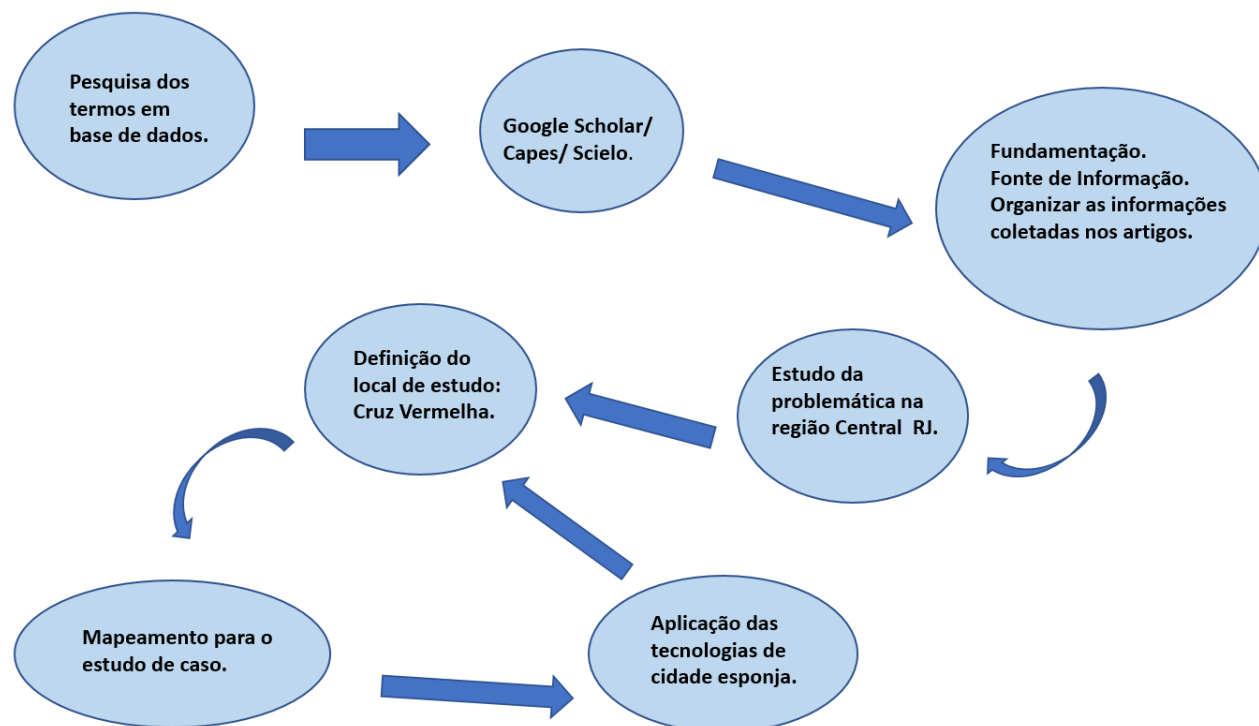 Pesquisa dos
termos em
base de dados.
Google Scholar/
Capes/ Scielo.
Fundamentação.
Fonte de Informação.
Organizar as informações
coletadas nos artigos.
Estudo da
problemática na
região Central RJ.
Definição do
local de estudo:
Cruz Vermelha.
Mapeamento para o
estudo de caso.
Aplicação das
tecnologias de
cidade esponja.